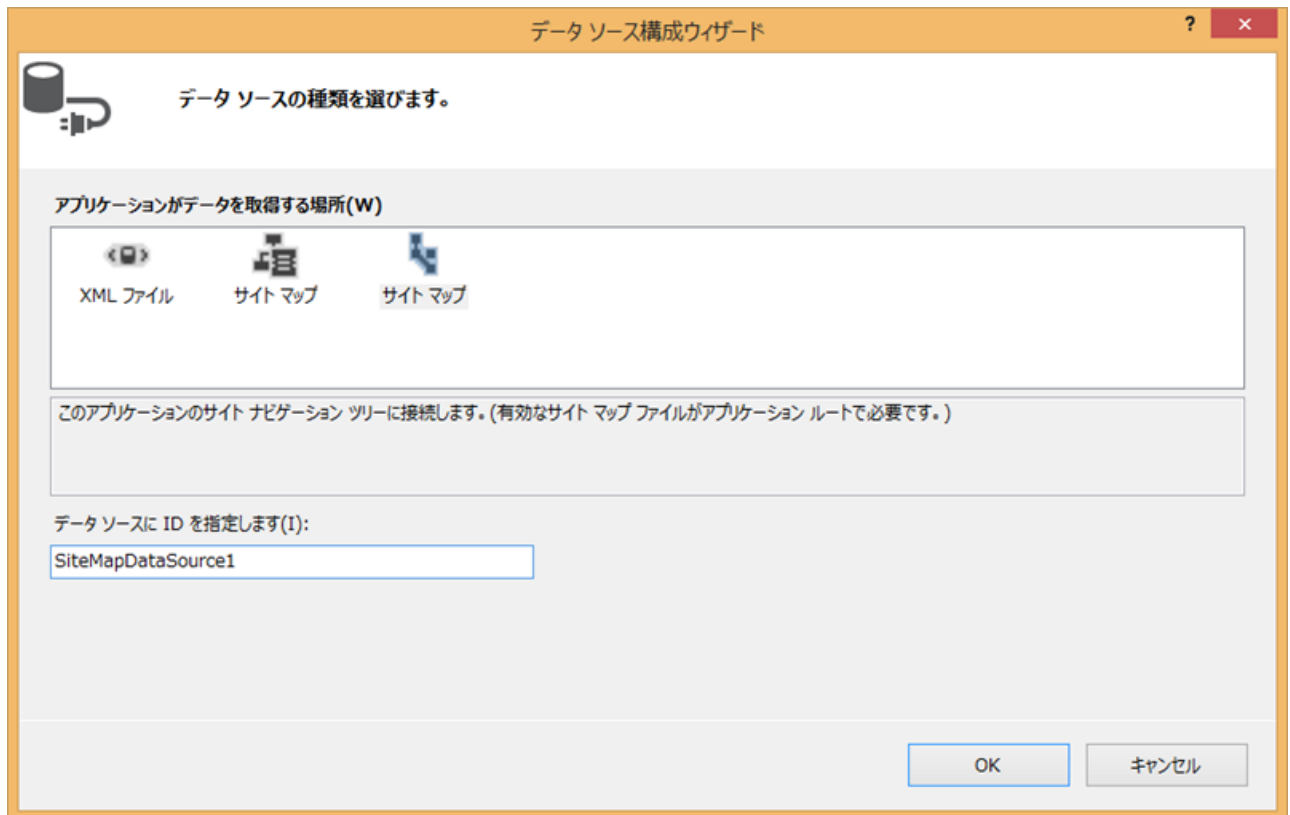 データ ソース構成ウィザード
?
×
データ ソースの種類を選びます。
アプリケーションがデータを取得する場所(W)
XML ファイル
サイト マップ
サイト マップ
このアプリケーションのサイト ナビゲーション ツリーに接続します。(有効なサイト マップ ファイルがアプリケーション ルートで必要です。)
データ ソースに ID を指定します(I):
SiteMapDataSource1
OK
キャンセル